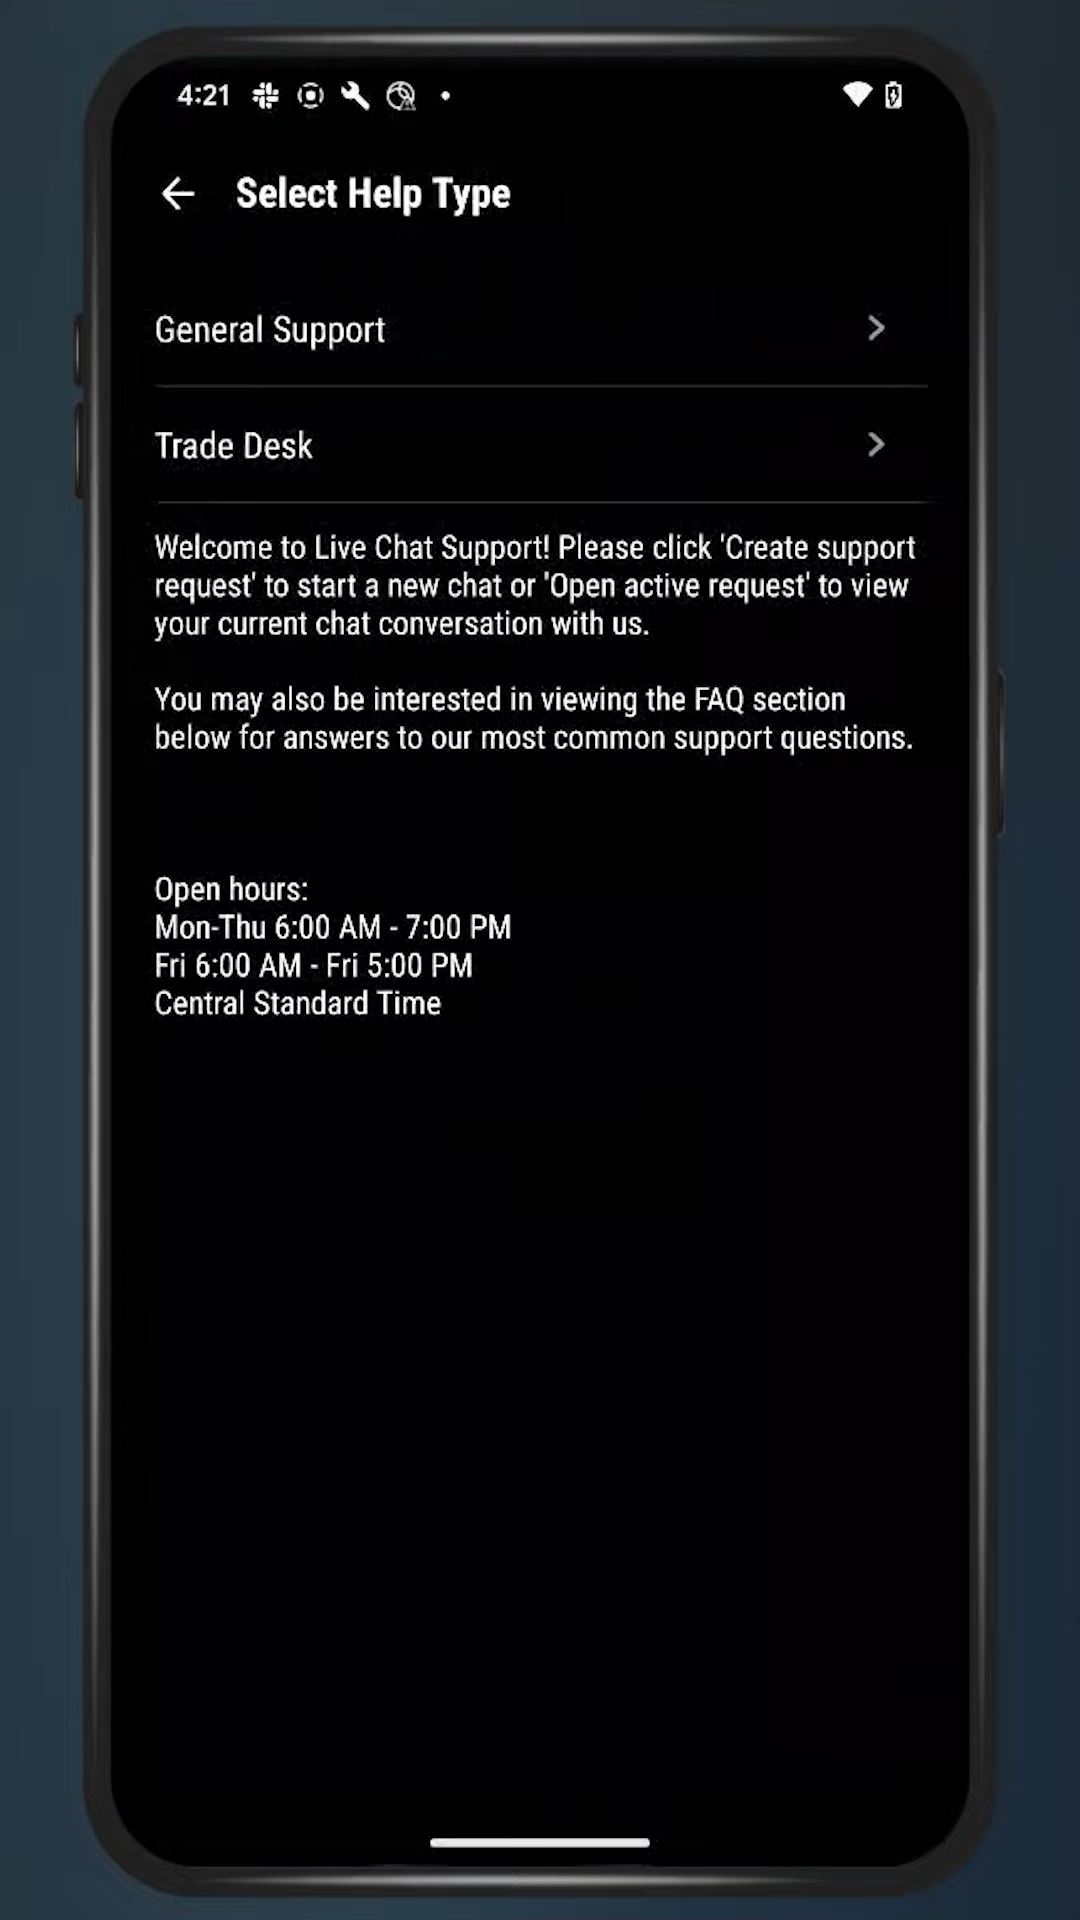 4:21
Select Help Type
General Support
Trade Desk
Welcome to Live Chat Support! Please click 'Create support
request' to start a new chat or 'Open active request' to view
your current chat conversation with us.
You may also be interested in viewing the FAQ section
below for answers to our most common support questions.
Open hours:
Mon-Thu 6:00 AM - 7:00 PM
Fri 6:00 AM - Fri 5:00 PM
Central Standard Time